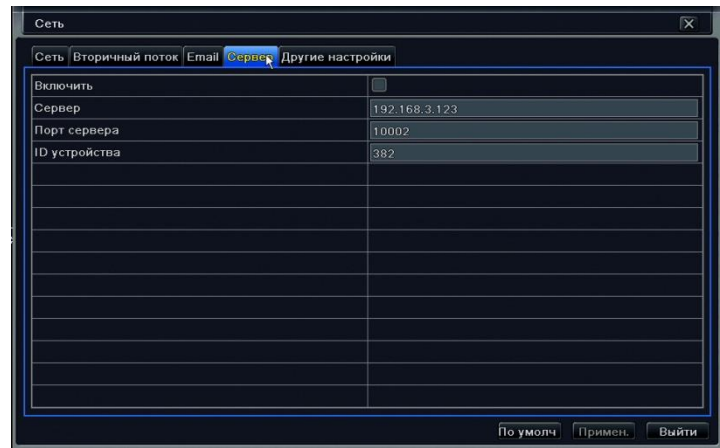 Сеть
Сеть Вторичный поток Email Сервер Другие настройки
Включить
Сервер 192.168.3.123
Порт сервера 10002
ID устройства 382
По умолч Примен. Выйти